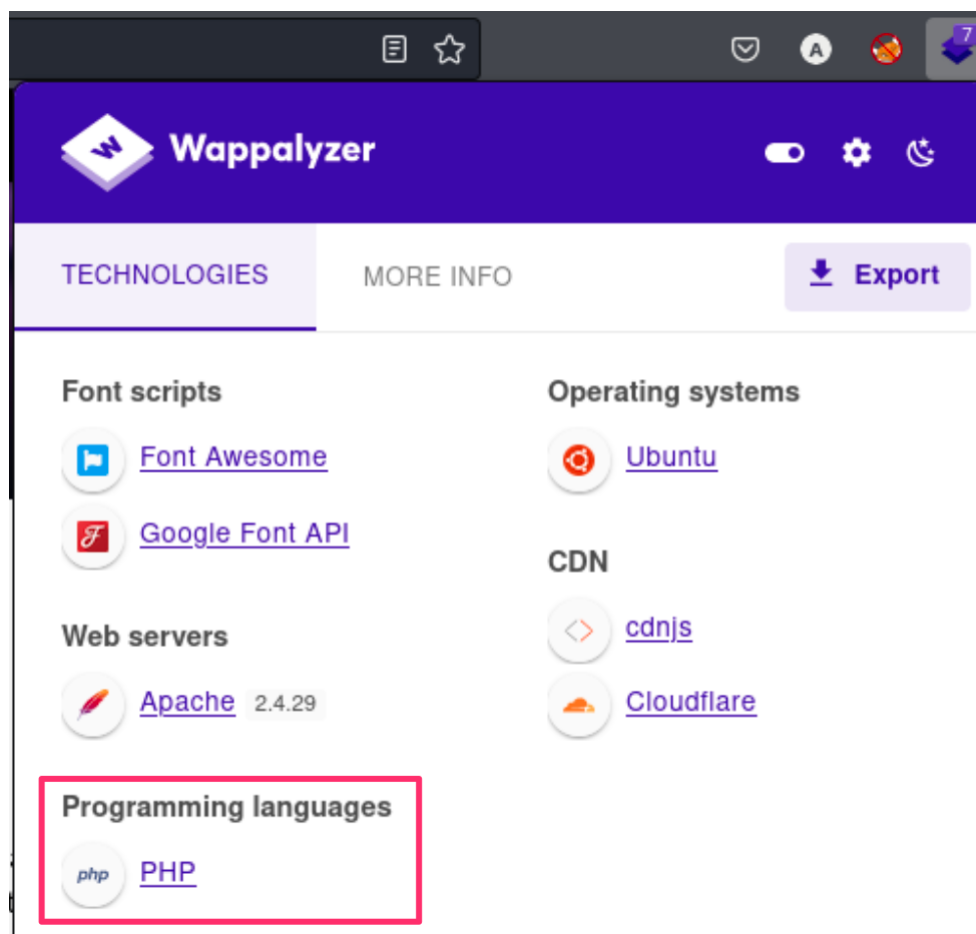 A
7
W
Wappalyzer
TECHNOLOGIES
MORE INFO
Export
Font scripts
Font Awesome
F
Google Font API
Web servers
Apache 2.4.29
Programming languages
php PHP
Operating systems
Ubuntu
CDN
cdnjs
Cloudflare